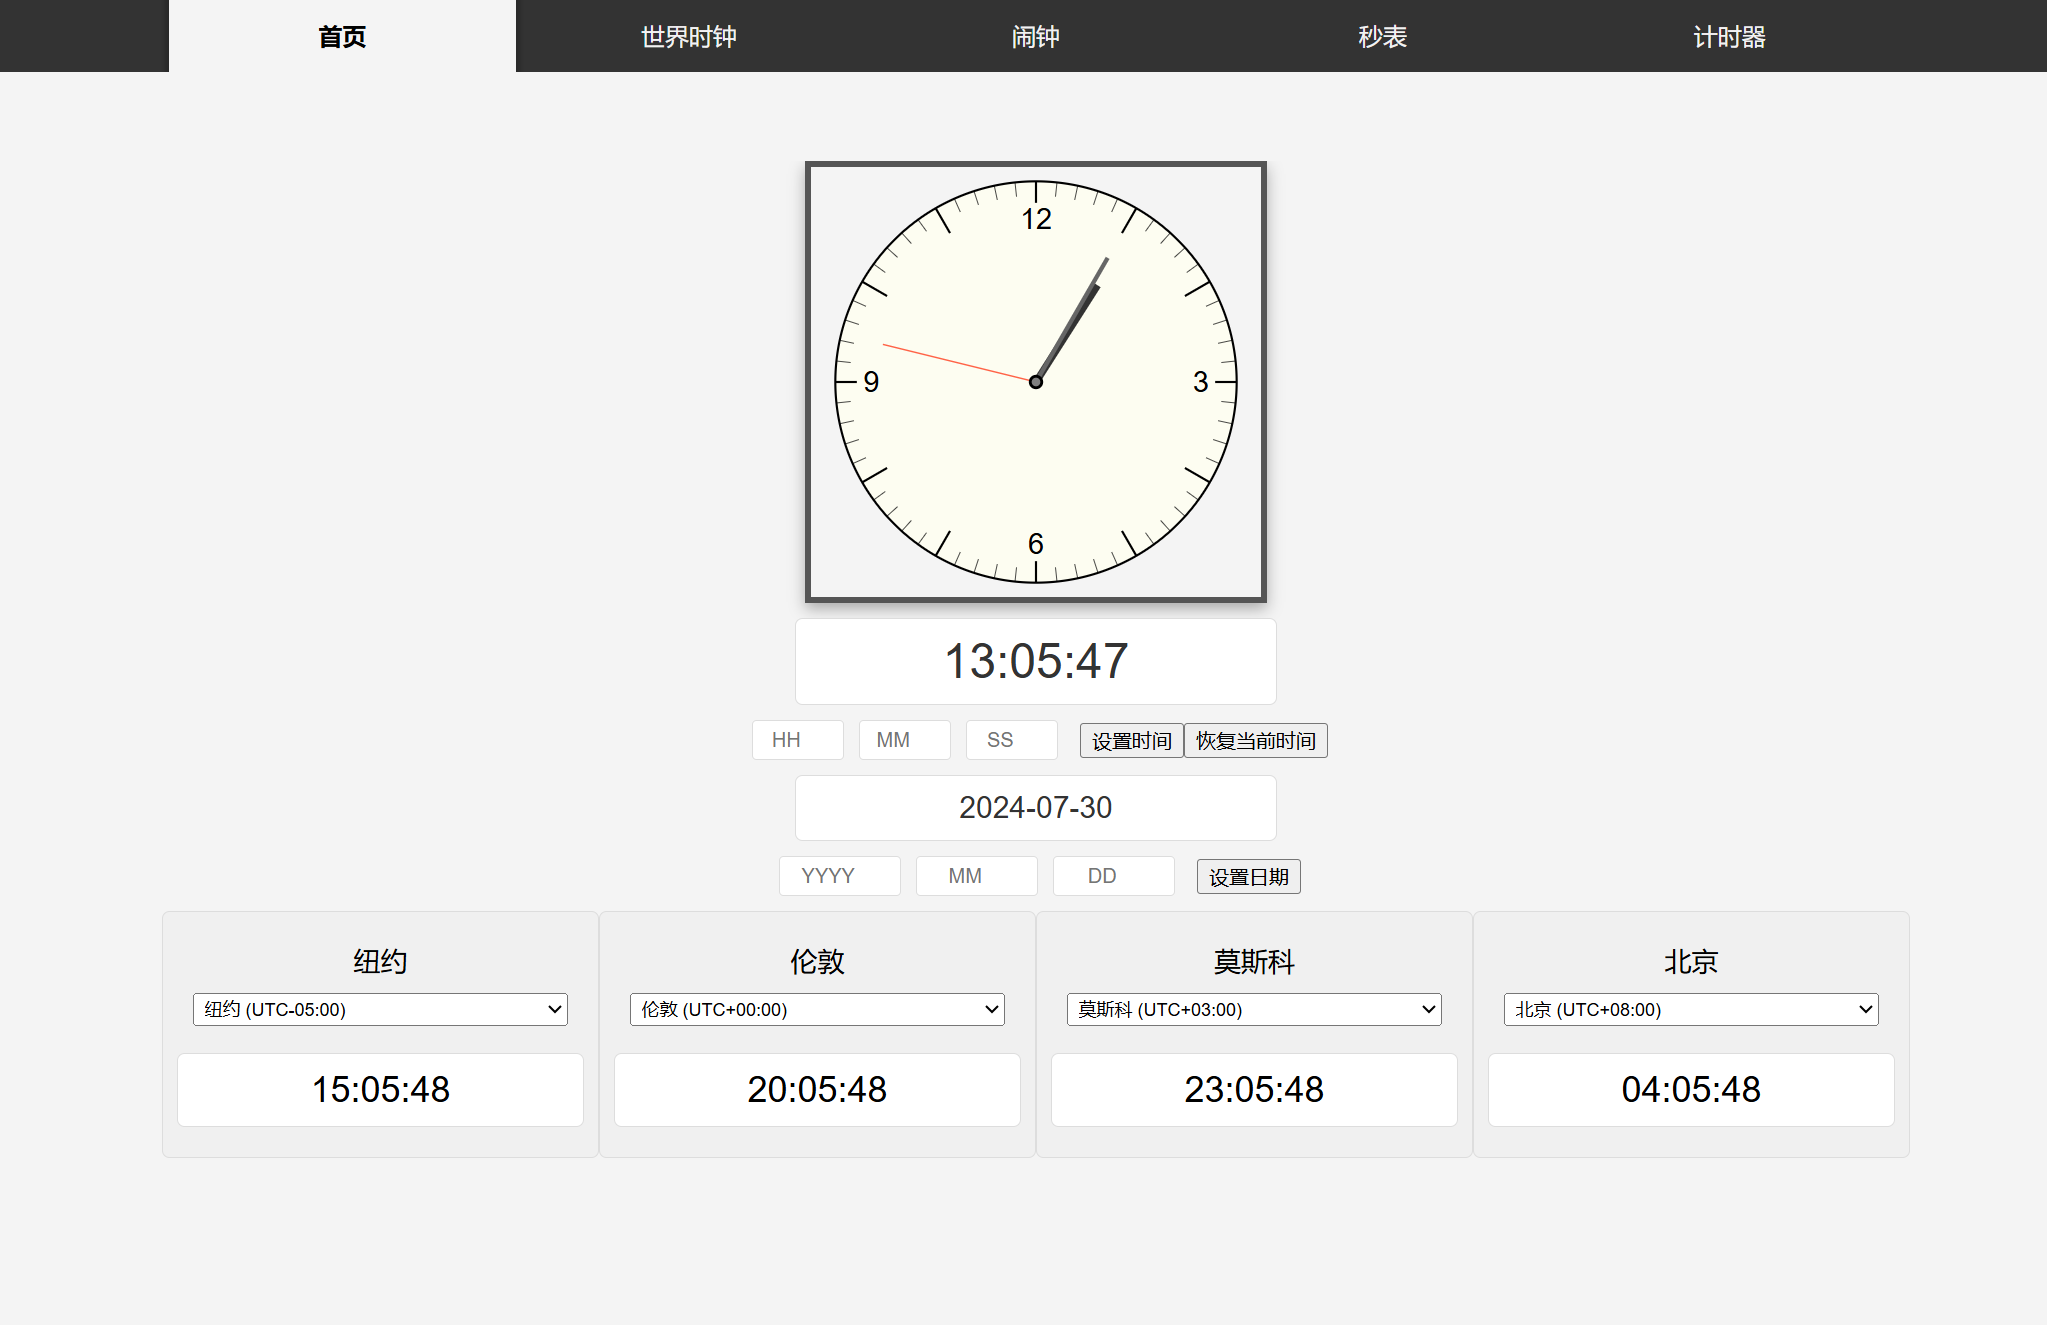 首页 世界时钟 闹钟 秒表 计时器
12
9 3
6
13:05:47
HH MM SS 设置时间 恢复当前时间
2024-07-30
YYYY MM DD 设置日期
纽约 伦敦 莫斯科 北京
纽约 (UTC-05:00) 伦敦 (UTC+00:00) 莫斯科 (UTC+03:00) 北京 (UTC+08:00)
15:05:48 20:05:48 23:05:48 04:05:48